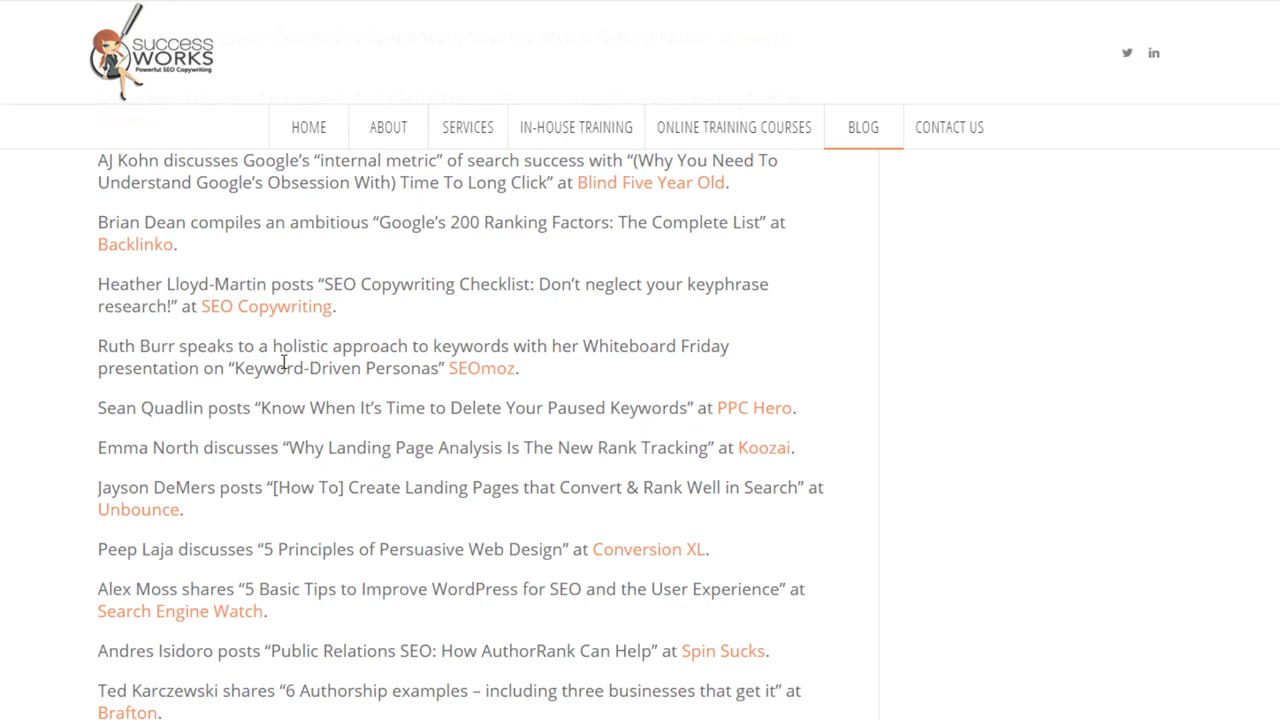 SUCCESS
WORKS
Powerful SEO Copywriting
HOME
ABOUT
SERVICES
IN-HOUSE TRAINING
ONLINE TRAINING COURSES
BLOG
CONTACT US
AJ Kohn discusses Google’s “internal metric” of search success with “(Why You Need To
Understand Google’s Obsession With) Time To Long Click” at Blind Five Year Old.
Brian Dean compiles an ambitious “Google’s 200 Ranking Factors: The Complete List” at
Backlinko.
Heather Lloyd-Martin posts “SEO Copywriting Checklist: Don’t neglect your keyphrase
research!” at SEO Copywriting.
Ruth Burr speaks to a holistic approach to keywords with her Whiteboard Friday
presentation on “Keyword-Driven Personas” SEOmoz.
Sean Quadlin posts “Know When It’s Time to Delete Your Paused Keywords” at PPC Hero.
Emma North discusses “Why Landing Page Analysis Is The New Rank Tracking” at Koozai.
Jayson DeMers posts “[How To] Create Landing Pages that Convert & Rank Well in Search” at
Unbounce.
Peep Laja discusses “5 Principles of Persuasive Web Design” at Conversion XL.
Alex Moss shares “5 Basic Tips to Improve WordPress for SEO and the User Experience” at
Search Engine Watch.
Andres Isidoro posts “Public Relations SEO: How AuthorRank Can Help” at Spin Sucks.
Ted Karczewski shares “6 Authorship examples – including three businesses that get it” at
Brafton.